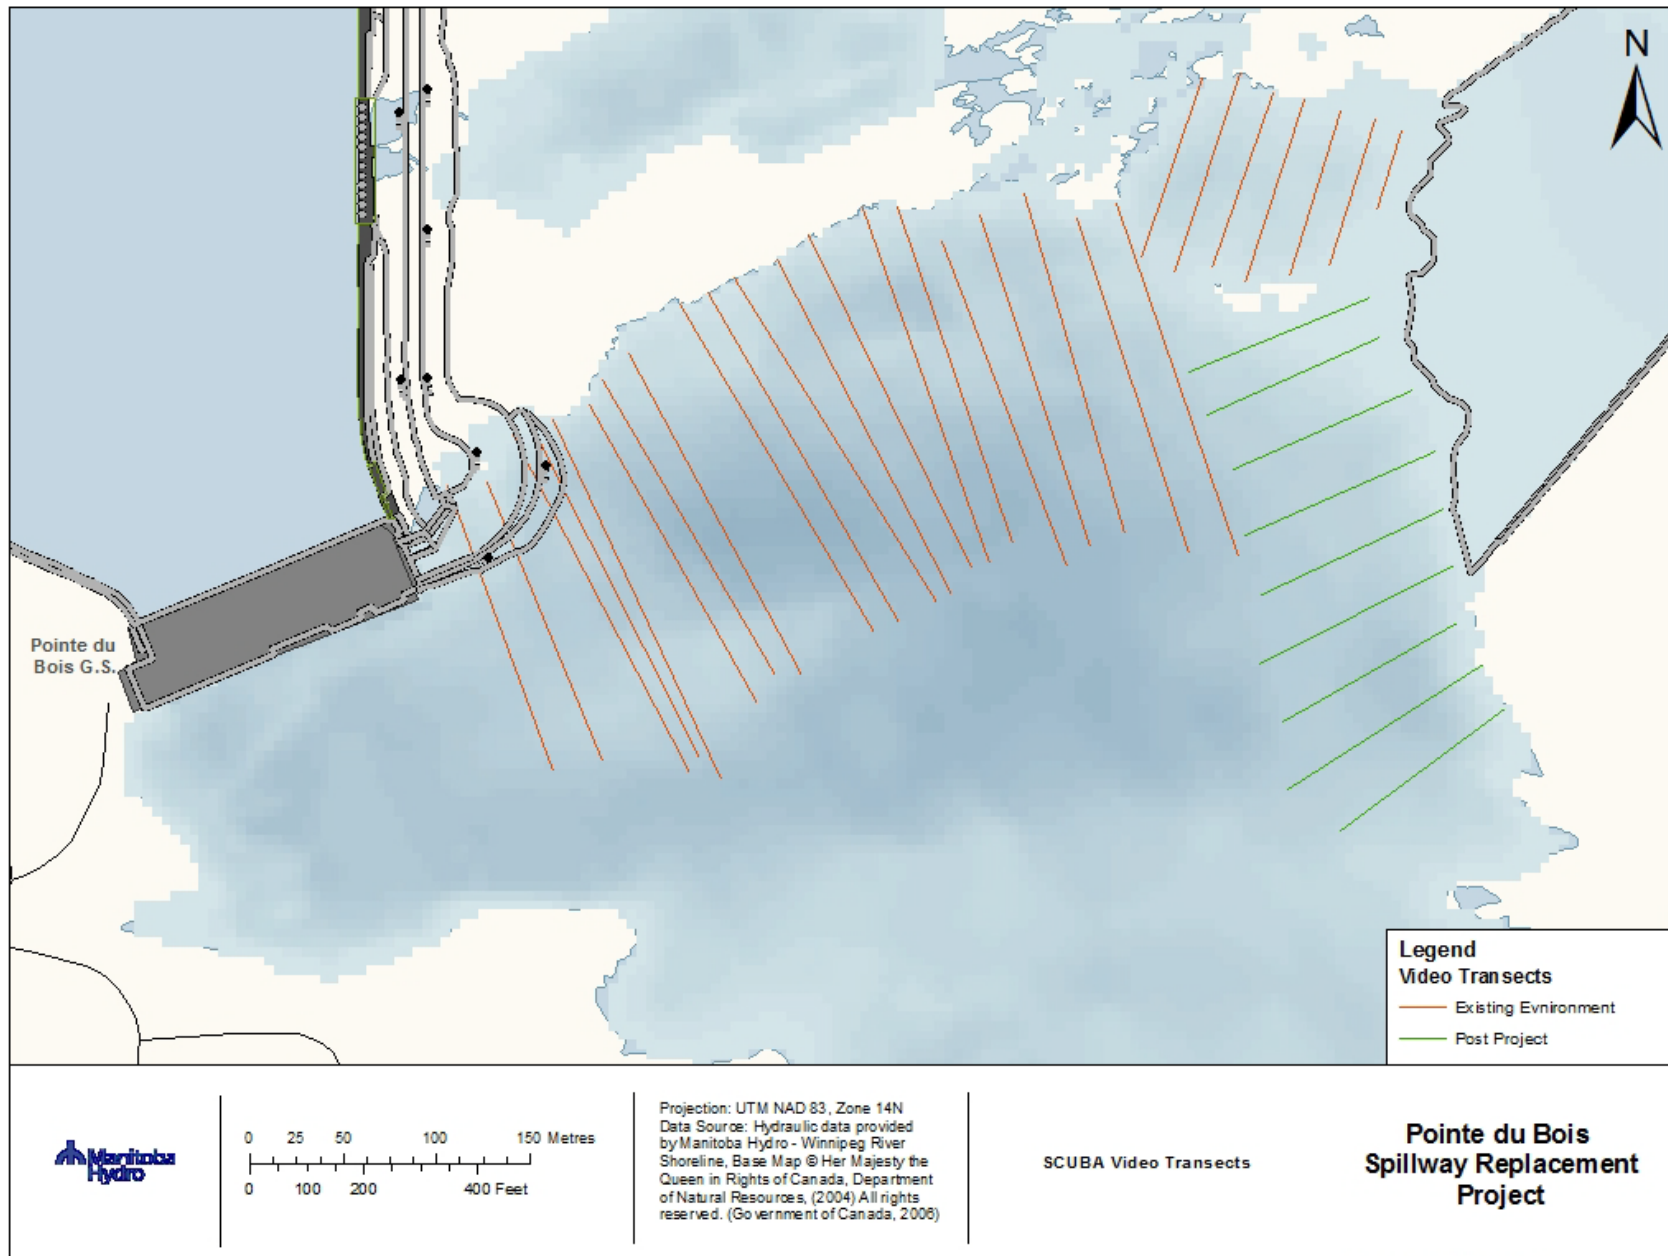 N
Pointe du
Bois G.S.
Legend
Video Transects
Existing Evnironment
Post Project
Manitoba
Hydro
0 25 50 100 150 Metres
0 100 200 400 Feet
Projection: UTM NAD 83, Zone 14N
Data Source: Hydraulic data provided
by Manitoba Hydro - Winnipeg River
Shoreline, Base Map © Her Majesty the
Queen in Rights of Canada, Department
of Natural Resources, (2004) All rights
reserved. (Government of Canada, 2006)
SCUBA Video Transects
Pointe du Bois
Spillway Replacement
Project